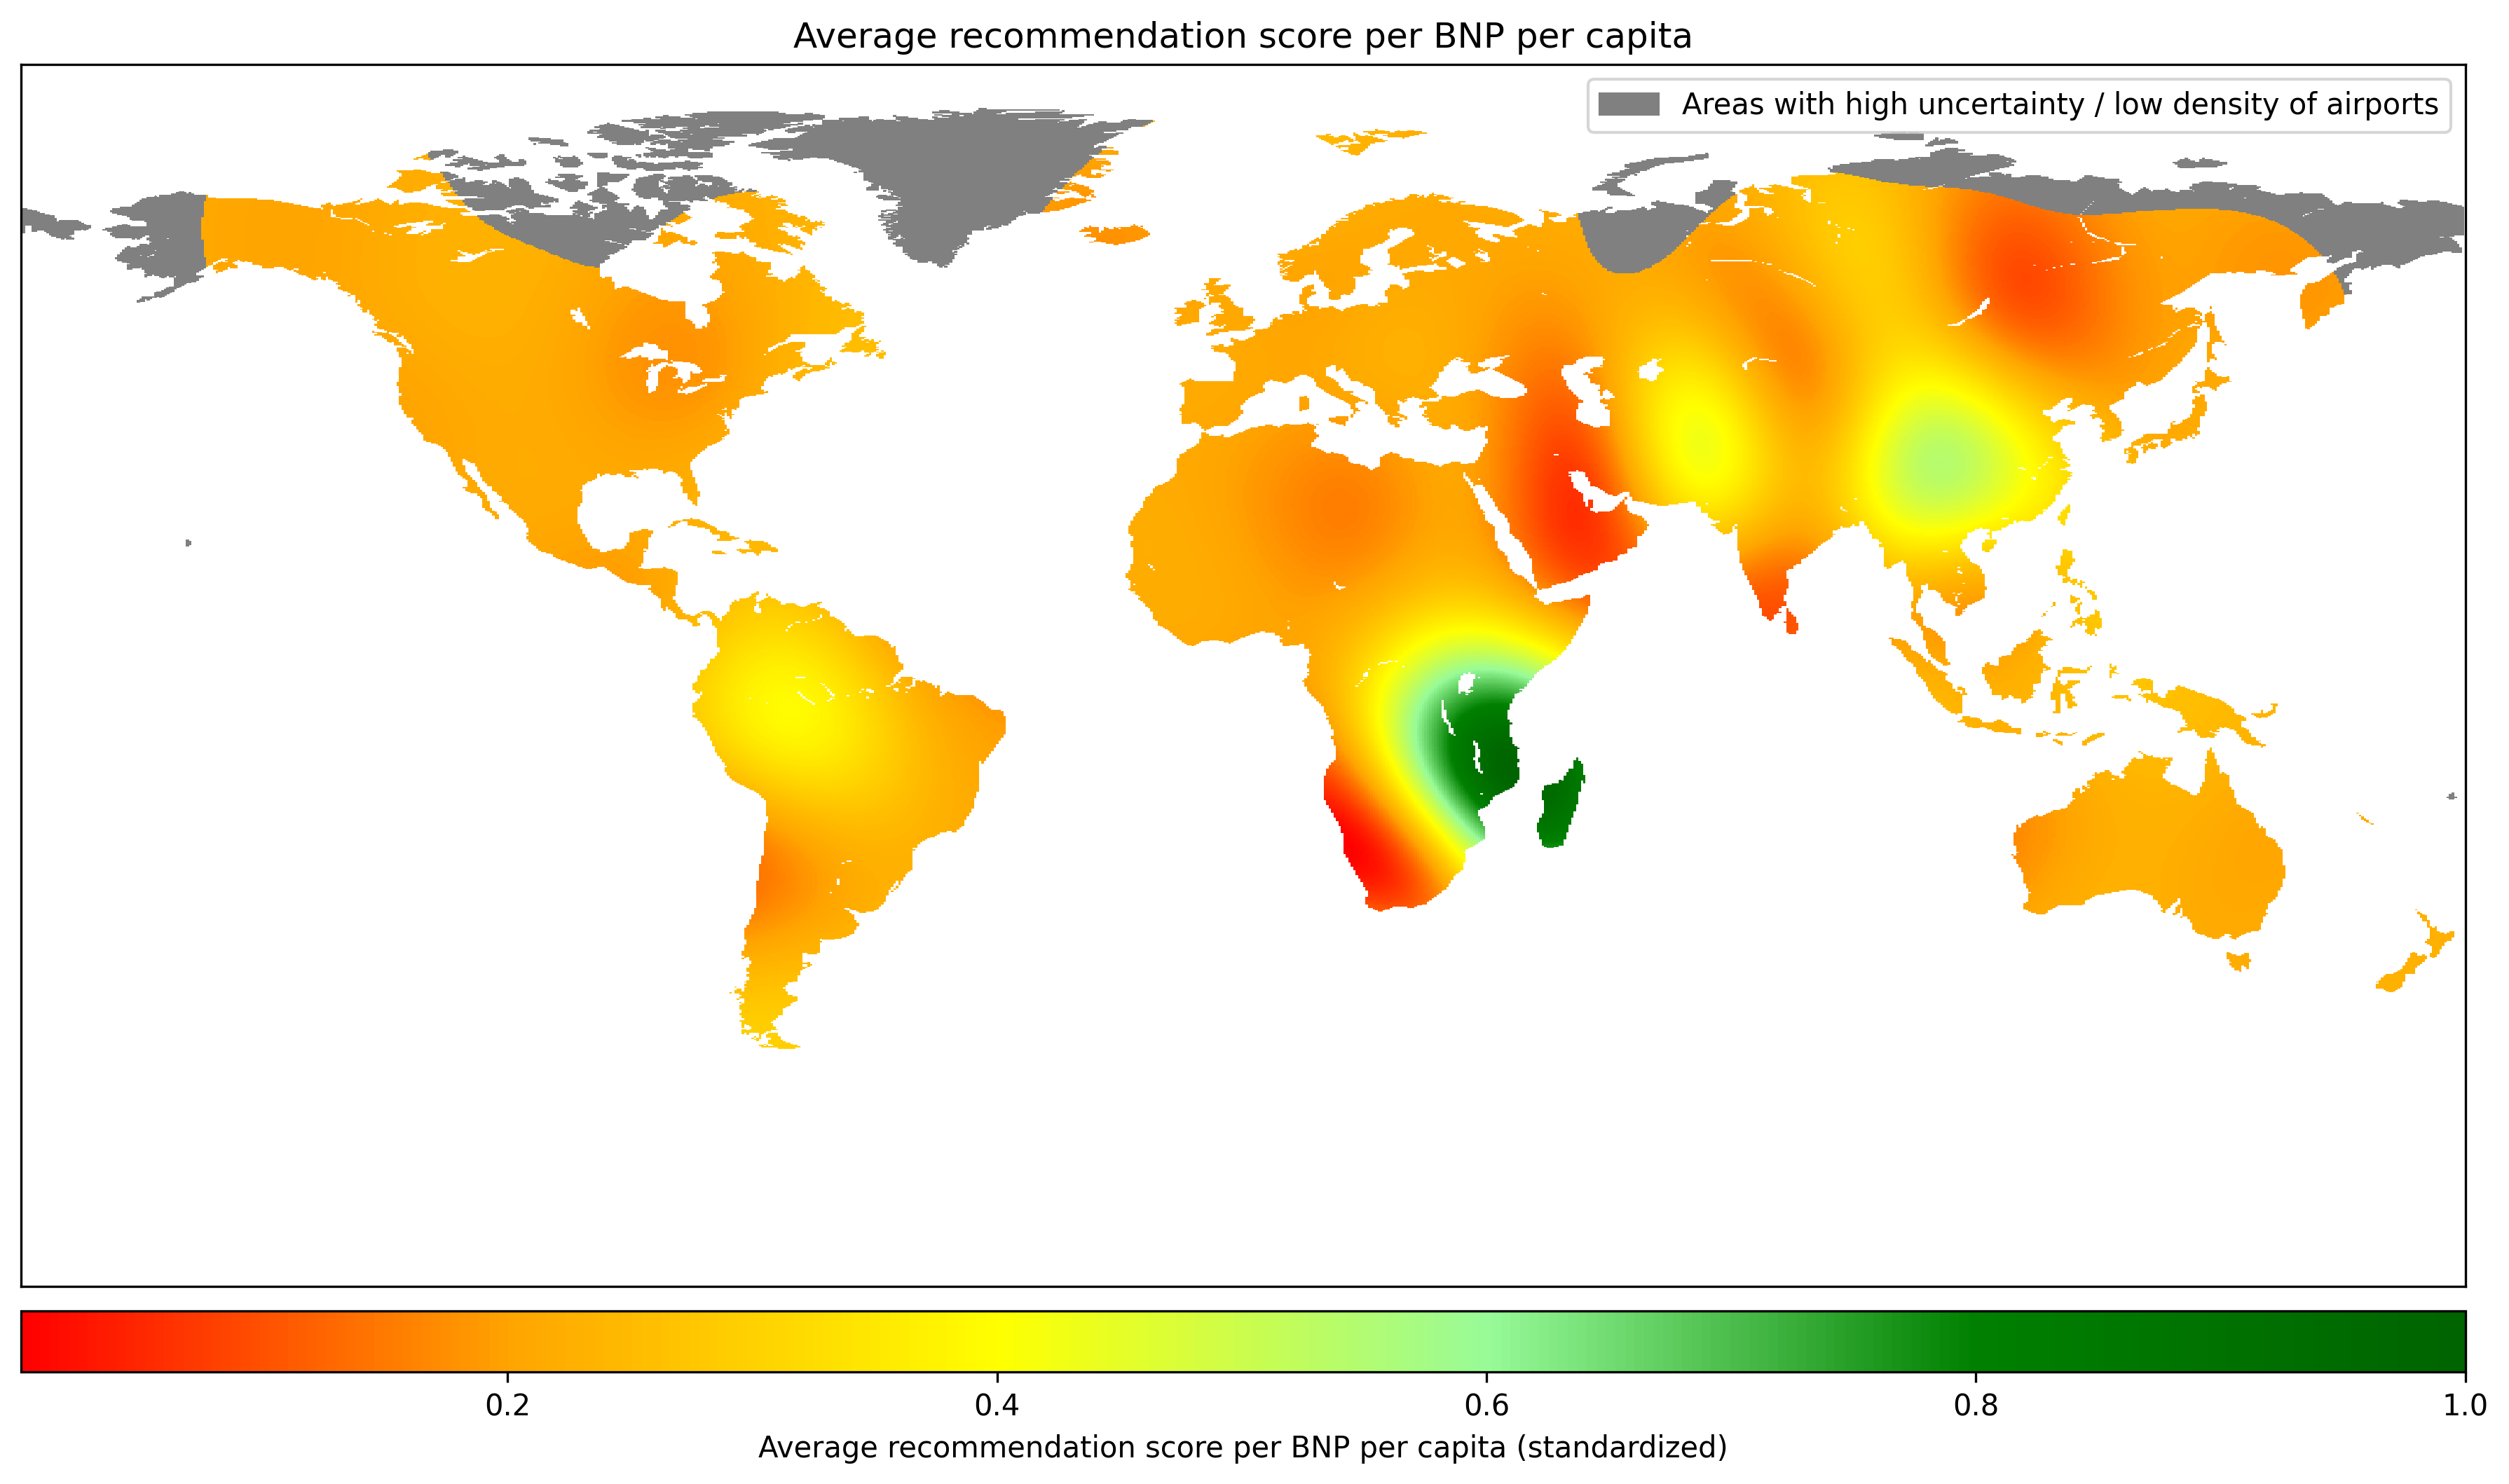 Average recommendation score per BNP per capita
Areas with high uncertainty / low density of airports
0.2 0.4 0.6 0.8 1.0
Average recommendation score per BNP per capita (standardized)